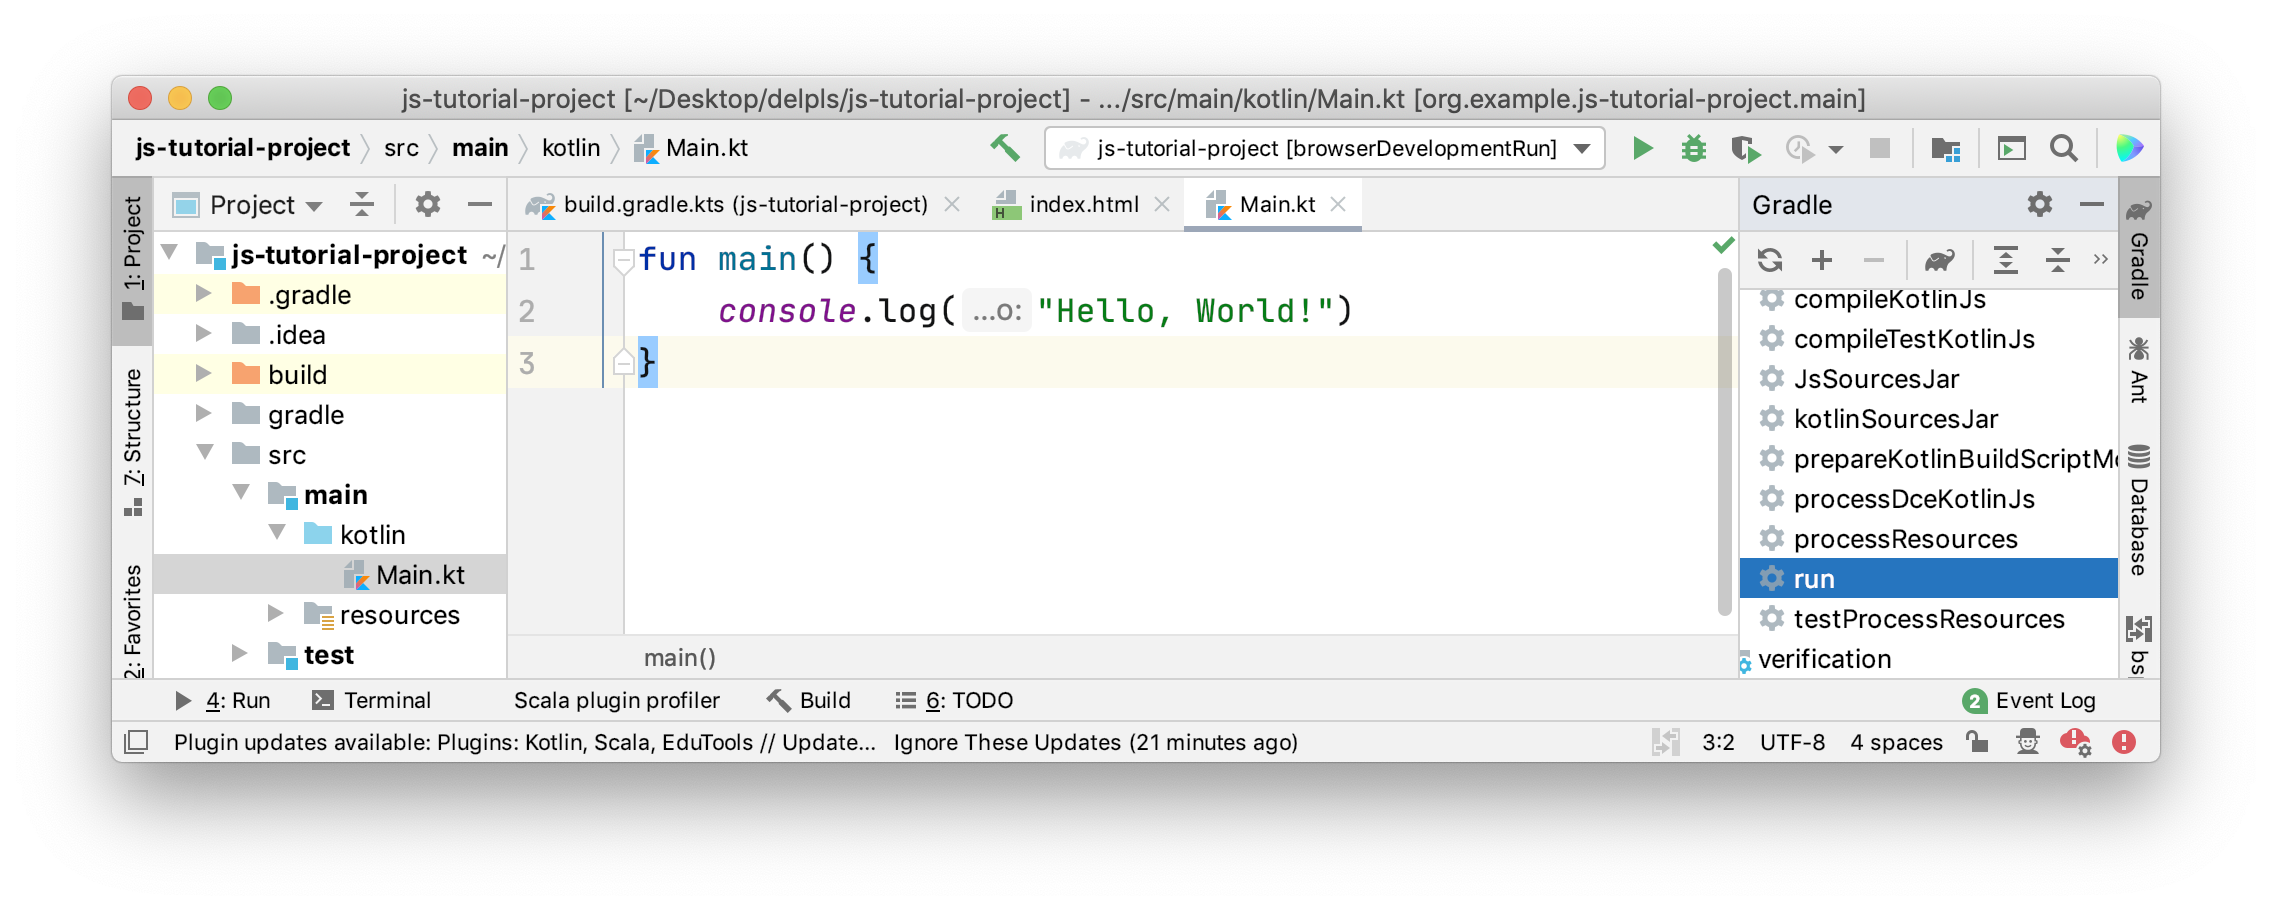 js-tutorial-project [~/Desktop/delpls/js-tutorial-project] - .../src/main/kotlin/Main.kt [org.example.js-tutorial-project.main]
js-tutorial-project src main kotlin Main.kt
js-tutorial-project [browserDevelopmentRun]
1: Project
7: Structure
2: Favorites
Project
js-tutorial-project ~/
.gradle
.idea
build
gradle
src
main
kotlin
Main.kt
resources
test
build.gradle.kts (js-tutorial-project)
index.html
Main.kt
1 fun main() {
2 console.log( ...o: "Hello, World!")
3 }
main()
Gradle
compileKotlinJs
compileTestKotlinJs
JsSourcesJar
kotlinSourcesJar
prepareKotlinBuildScriptMo
processDceKotlinJs
processResources
run
testProcessResources
verification
Gradle
Ant
Database
bs
4: Run
Terminal
Scala plugin profiler
Build
6: TODO
2 Event Log
Plugin updates available: Plugins: Kotlin, Scala, EduTools // Update... Ignore These Updates (21 minutes ago)
3:2 UTF-8 4 spaces